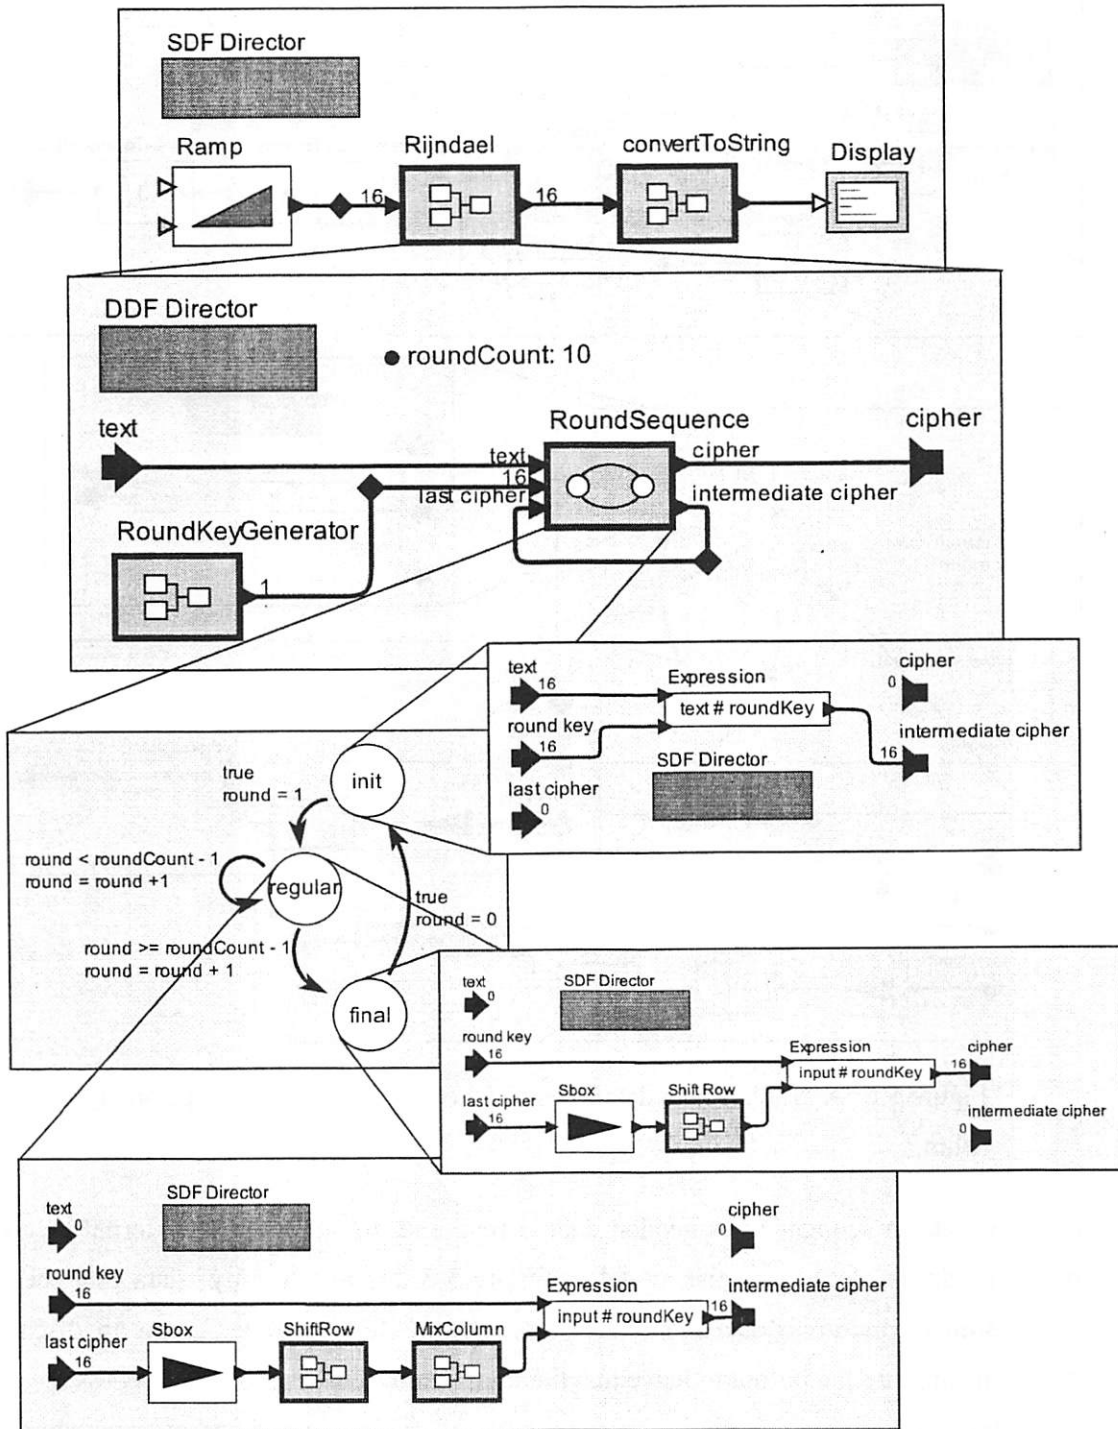 SDF Director
Ramp
Rijndael
convertToString
Display
16
16
DDF Director
roundCount: 10
text
RoundSequence
cipher
text
cipher
16
last cipher
intermediate cipher
RoundKeyGenerator
1
text
16
Expression
text # roundKey
cipher
0
round key
16
intermediate cipher
16
SDF Director
last cipher
0
true
round = 1
init
round < roundCount - 1
round = round +1
regular
true
round = 0
round >= roundCount - 1
round = round + 1
final
text
0
SDF Director
round key
16
Expression
input # roundKey
16
cipher
last cipher
16
Sbox
Shift Row
intermediate cipher
0
SDF Director
text
0
cipher
0
round key
16
Expression
input # roundKey
16
intermediate cipher
last cipher
16
Sbox
ShiftRow
MixColumn